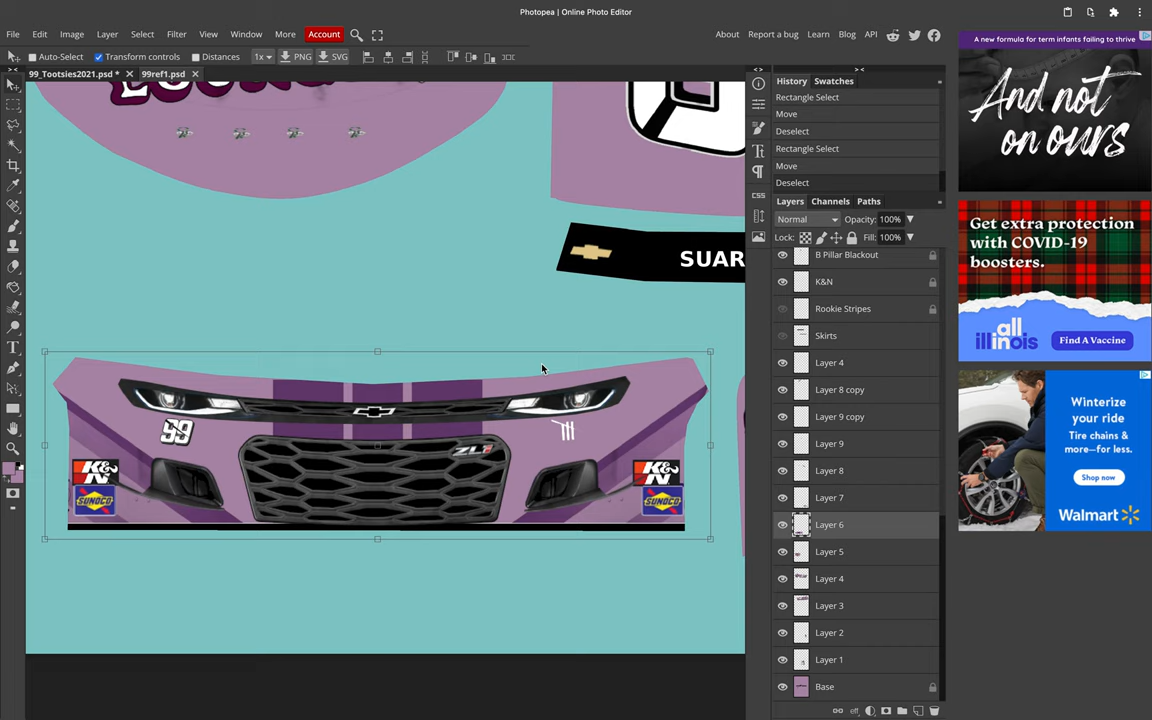 Photopea | Online Photo Editor
File Edit Image Layer Select Filter View Window More Account
About Report a bug Learn Blog API
Auto-Select Transform controls Distances 1x PNG SVG
99_Tootsies2021.psd * 99ref1.psd
History Swatches
Rectangle Select
Move
Deselect
Rectangle Select
Move
Deselect
Layers Channels Paths
Normal Opacity: 100%
Lock: Fill: 100%
B Pillar Blackout
K&N
Rookie Stripes
Skirts
Layer 4
Layer 8 copy
Layer 9 copy
Layer 9
Layer 8
Layer 7
Layer 6
Layer 5
Layer 4
Layer 3
Layer 2
Layer 1
Base
CSS
eff
SUAR
99
ZL1
K&N
K&N
SUNOCO
SUNOCO
A new formula for term infants failing to thrive
And not
on ours
Get extra protection
with COVID-19
boosters.
all
illinois
Find A Vaccine
Winterize
your ride
Tire chains &
more—for less.
Shop now
Walmart